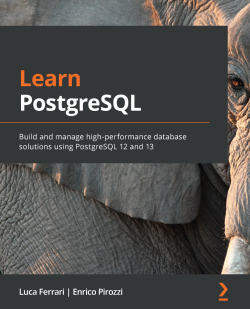 Learn
PostgreSQL
Build and manage high-performance database
solutions using PostgreSQL 12 and 13
Luca Ferrari | Enrico Pirozzi